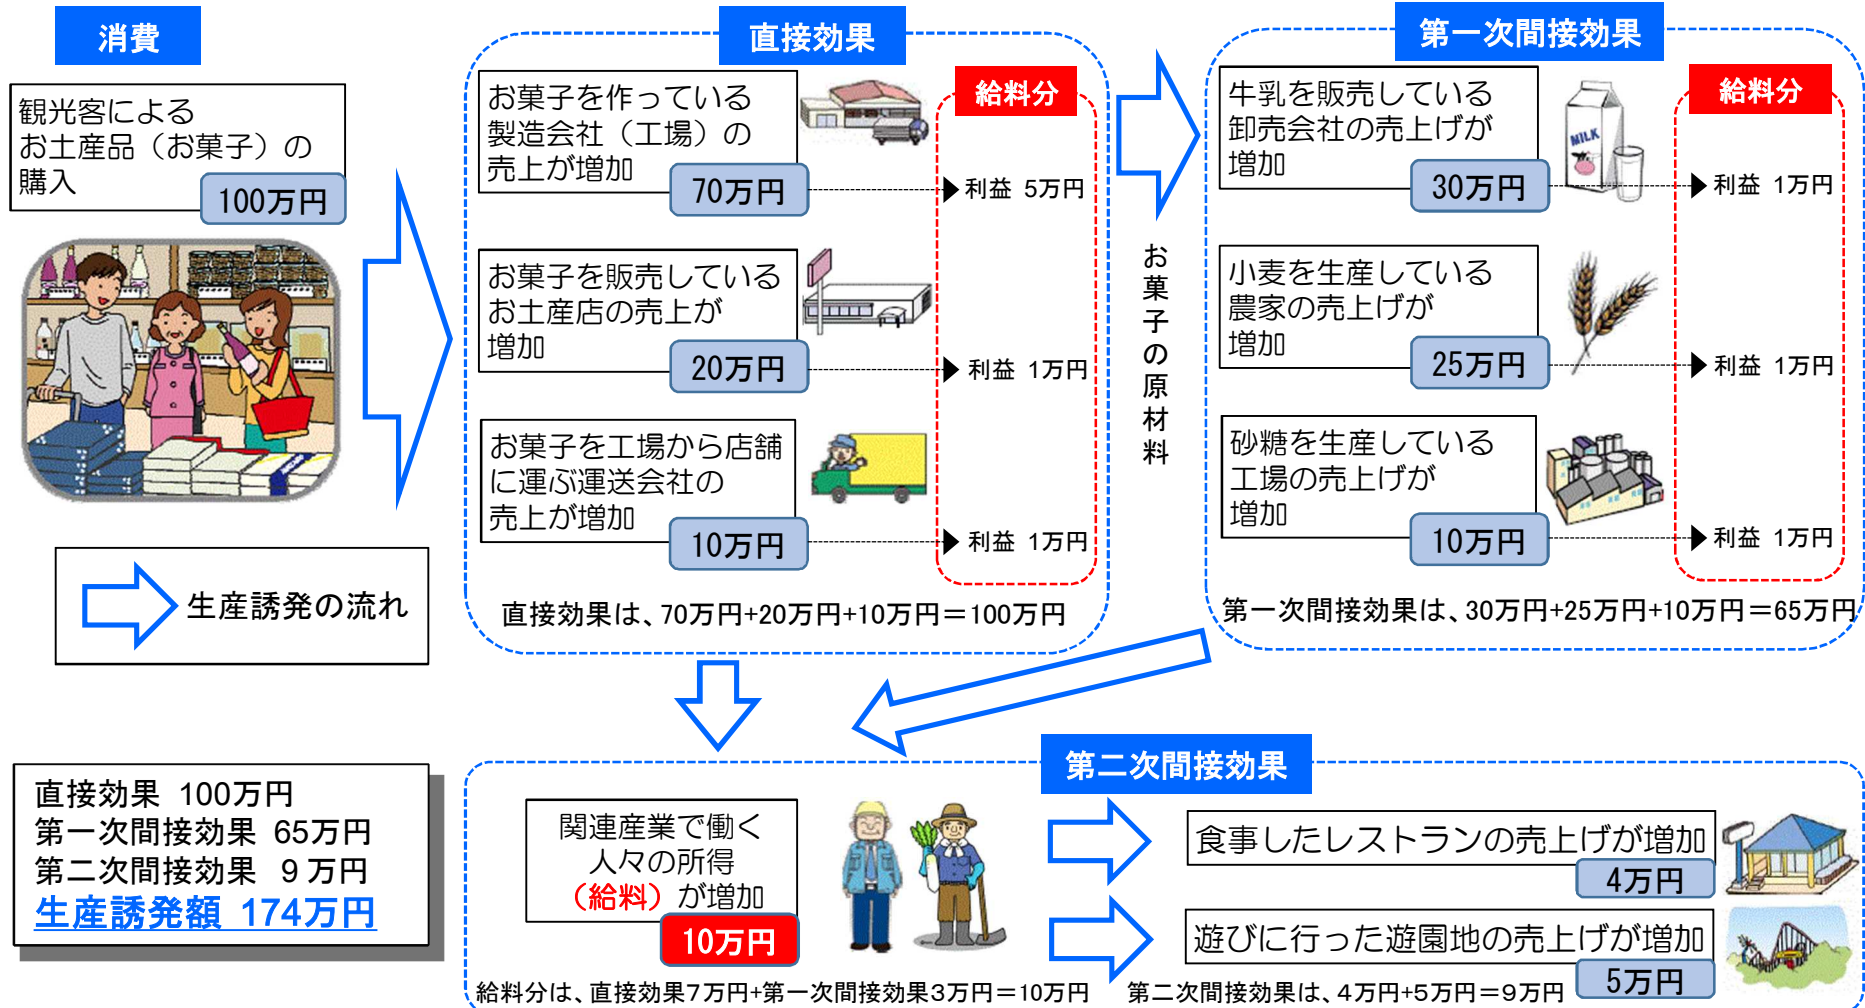 消費
観光客による
お土産品（お菓子）の
購入
100万円
生産誘発の流れ
直接効果
給料分
お菓子を作っている
製造会社（工場）の
売上が増加
70万円
利益 5万円
お菓子を販売している
お土産店の売上が
増加
20万円
利益 1万円
お菓子を工場から店舗
に運ぶ運送会社の
売上が増加
10万円
利益 1万円
直接効果は、70万円+20万円+10万円＝100万円
お菓子の原材料
第一次間接効果
給料分
牛乳を販売している
卸売会社の売上げが
増加
30万円
MILK
利益 1万円
小麦を生産している
農家の売上げが
増加
25万円
利益 1万円
砂糖を生産している
工場の売上げが
増加
10万円
利益 1万円
第一次間接効果は、30万円+25万円+10万円＝65万円
直接効果 100万円
第一次間接効果 65万円
第二次間接効果 9万円
生産誘発額 174万円
第二次間接効果
関連産業で働く
人々の所得
（給料）が増加
10万円
給料分は、直接効果7万円+第一次間接効果3万円＝10万円
食事したレストランの売上げが増加
4万円
遊びに行った遊園地の売上げが増加
5万円
第二次間接効果は、4万円+5万円＝9万円